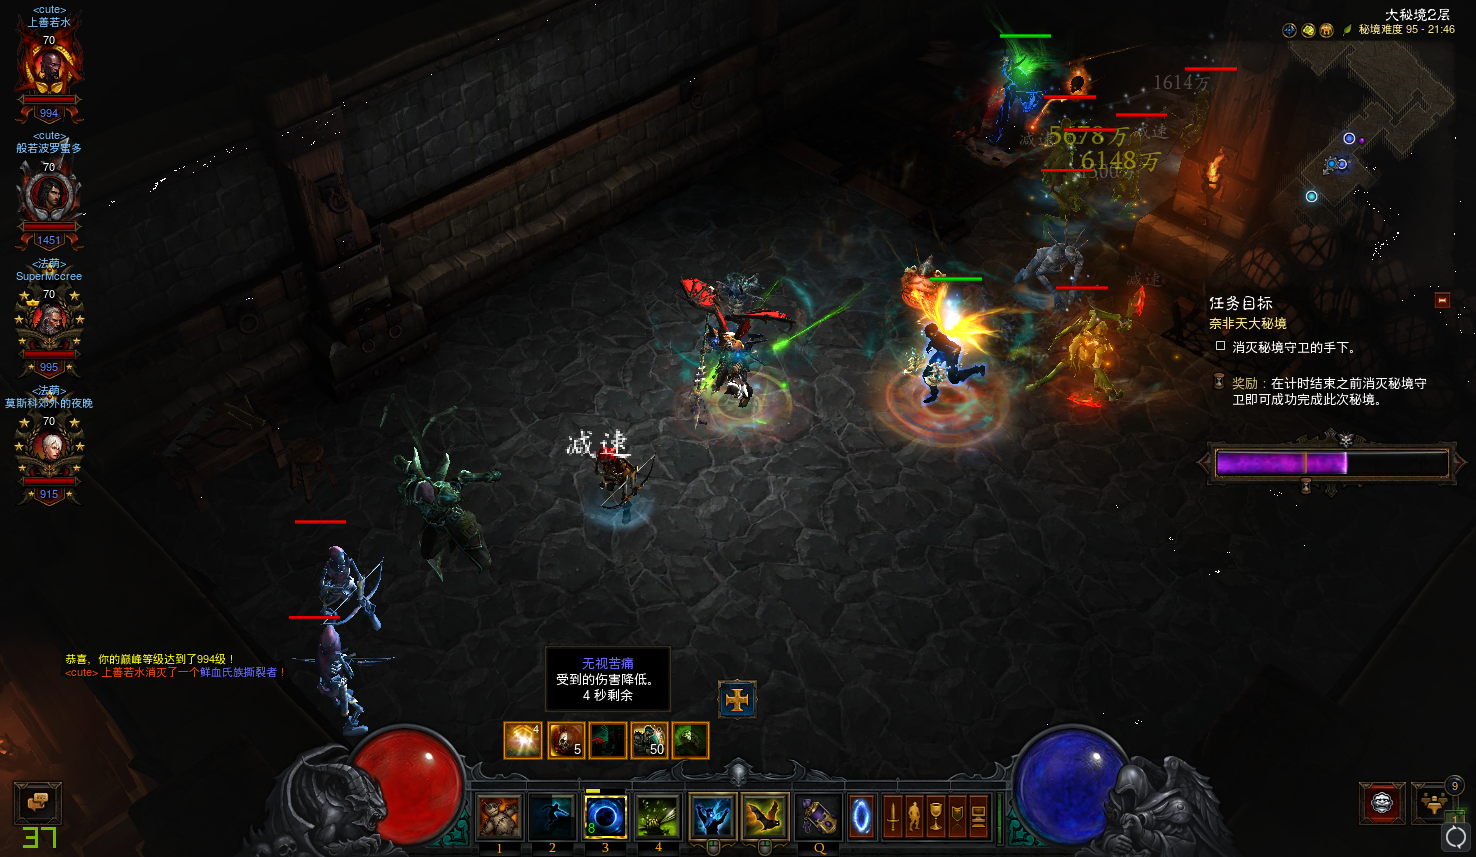 <cute>
上善若水
70
994
<cute>
般若波罗蜜多
70
1451
<法萌>
SuperMccree
70
995
<法萌>
莫斯科郊外的夜晚
70
915
大秘境2层
秘境难度 95 - 21:46
1614万
减速
5678万
减速
6148万
减速
减速
任务目标
奈非天大秘境
消灭秘境守卫的手下。
奖励：在计时结束之前消灭秘境守
卫即可成功完成此次秘境。
恭喜，你的巅峰等级达到了994级！
<cute> 上善若水消灭了一个鲜血氏族撕裂者！
无视苦痛
受到的伤害降低。
4 秒剩余
4
5
50
8
1
2
3
4
Q
37
9
1